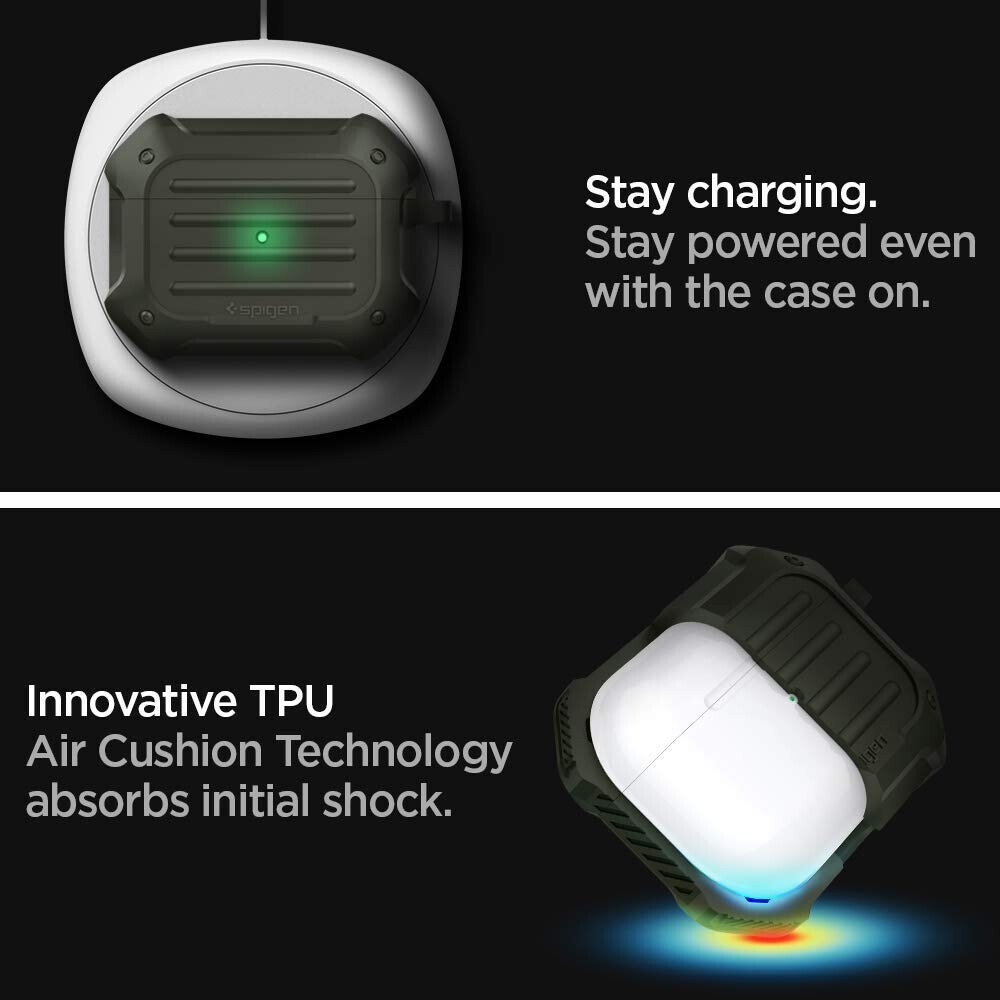 Stay charging.
Stay powered even
with the case on.
spigen
Innovative TPU
Air Cushion Technology
absorbs initial shock.